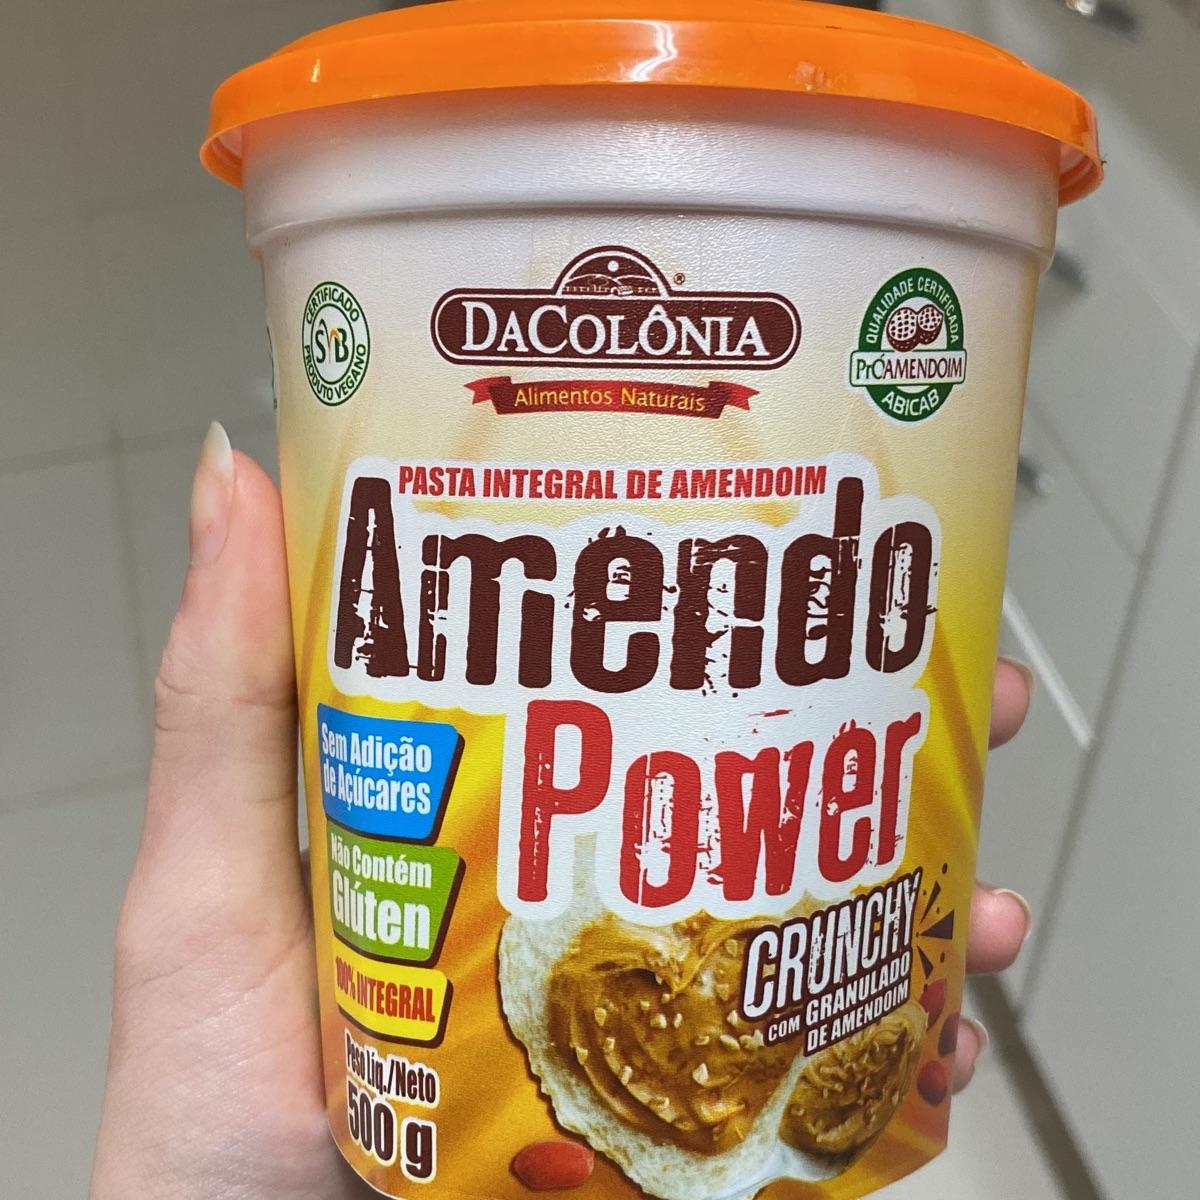 CERTIFICADO
SVB
PRODUTO VEGANO
DACOLÔNIA®
Alimentos Naturais
QUALIDADE CERTIFICADA
PróAMENDOIM
ABICAB
PASTA INTEGRAL DE AMENDOIM
Amendo
Power
Sem Adição
de Açúcares
Não Contém
Glúten
100% INTEGRAL
Peso Líq./Neto
500 g
CRUNCHY
COM GRANULADO
DE AMENDOIM